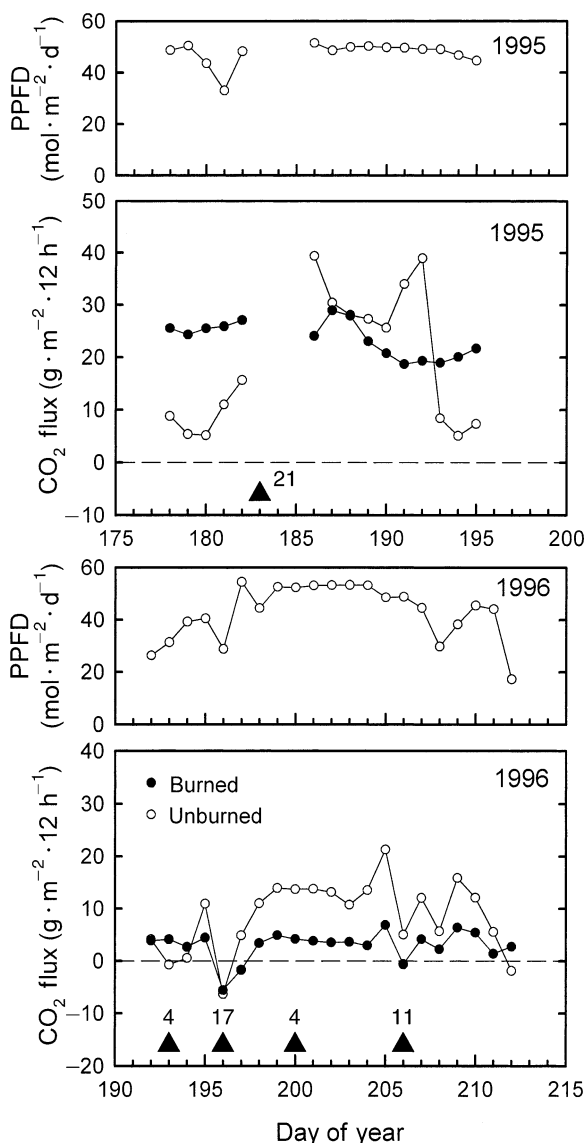 60
40
20
0
PPFD
(mol · m⁻² · d⁻¹)
1995
50
40
30
20
10
0
−10
CO₂ flux (g · m⁻² · 12 h⁻¹)
1995
21
175 180 185 190 195 200
60
40
20
0
PPFD
(mol · m⁻² · d⁻¹)
1996
40
30
20
10
0
−10
−20
CO₂ flux (g · m⁻² · 12 h⁻¹)
1996
Burned
Unburned
4 17 4 11
190 195 200 205 210 215
Day of year